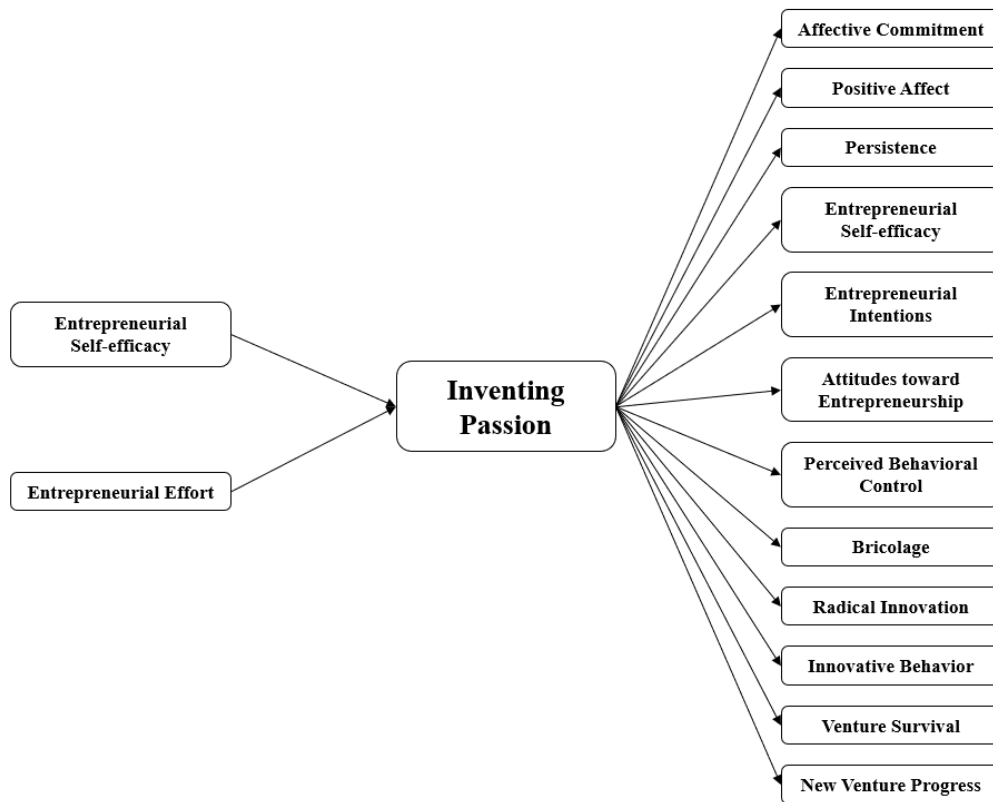 Entrepreneurial
Self-efficacy
Entrepreneurial Effort
Inventing
Passion
Affective Commitment
Positive Affect
Persistence
Entrepreneurial
Self-efficacy
Entrepreneurial
Intentions
Attitudes toward
Entrepreneurship
Perceived Behavioral
Control
Bricolage
Radical Innovation
Innovative Behavior
Venture Survival
New Venture Progress